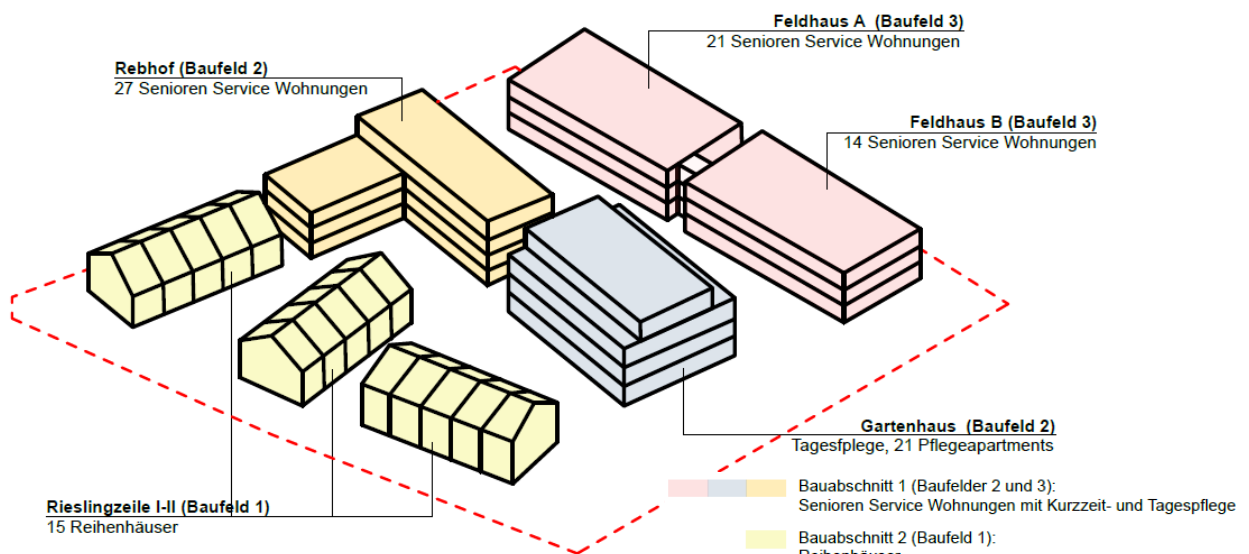 Feldhaus A (Baufeld 3)
21 Senioren Service Wohnungen
Rebhof (Baufeld 2)
27 Senioren Service Wohnungen
Feldhaus B (Baufeld 3)
14 Senioren Service Wohnungen
Gartenhaus (Baufeld 2)
Tagesfplege, 21 Pflegeapartments
Rieslingzeile I-II (Baufeld 1)
15 Reihenhäuser
Bauabschnitt 1 (Baufelder 2 und 3):
Senioren Service Wohnungen mit Kurzzeit- und Tagespflege
Bauabschnitt 2 (Baufeld 1):
Reihenhäuser